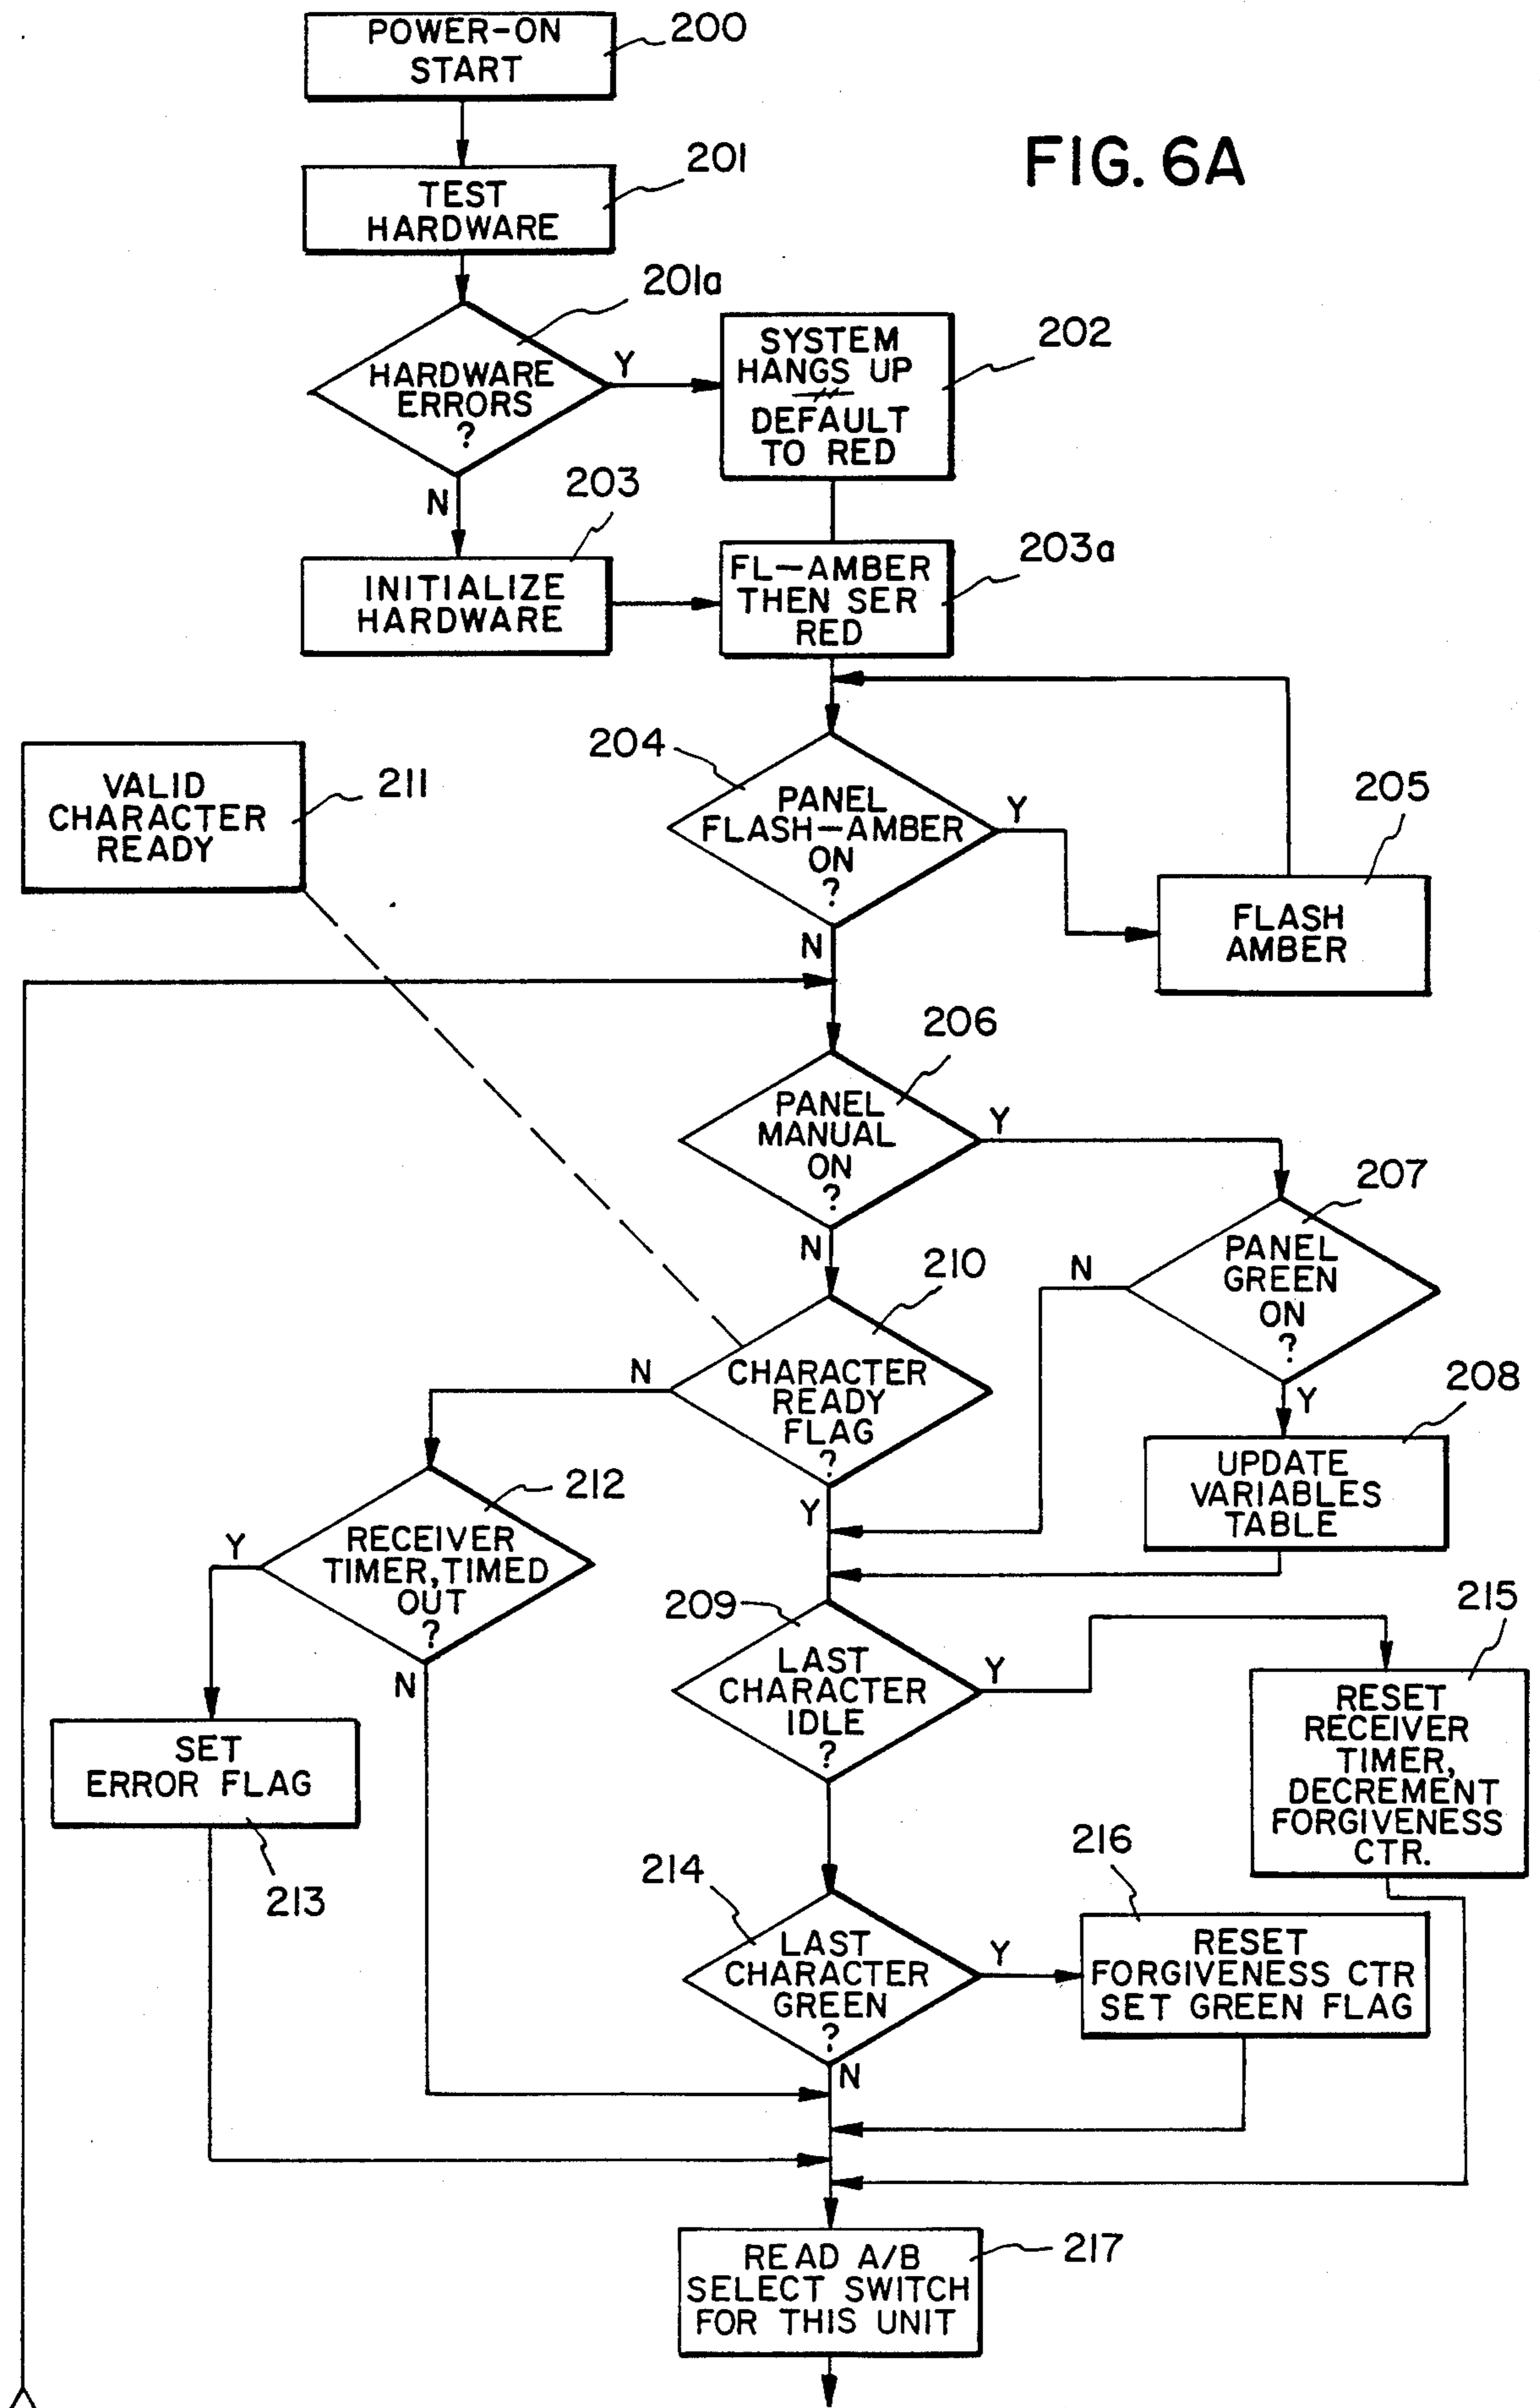 POWER-ON
START
200
FIG. 6A
TEST
HARDWARE
201
HARDWARE
ERRORS
?
201a
Y
N
SYSTEM
HANGS UP
DEFAULT
TO RED
202
203
INITIALIZE
HARDWARE
FL-AMBER
THEN SER
RED
203a
VALID
CHARACTER
READY
211
204
PANEL
FLASH-AMBER
ON
?
Y
N
205
FLASH
AMBER
206
PANEL
MANUAL
ON
?
Y
N
207
PANEL
GREEN
ON
?
N
Y
208
UPDATE
VARIABLES
TABLE
210
CHARACTER
READY
FLAG
?
N
Y
212
RECEIVER
TIMER, TIMED
OUT
?
Y
N
SET
ERROR FLAG
213
209
LAST
CHARACTER
IDLE
?
Y
215
RESET
RECEIVER
TIMER,
DECREMENT
FORGIVENESS
CTR.
214
LAST
CHARACTER
GREEN
?
Y
N
216
RESET
FORGIVENESS CTR
SET GREEN FLAG
READ A/B
SELECT SWITCH
FOR THIS UNIT
217